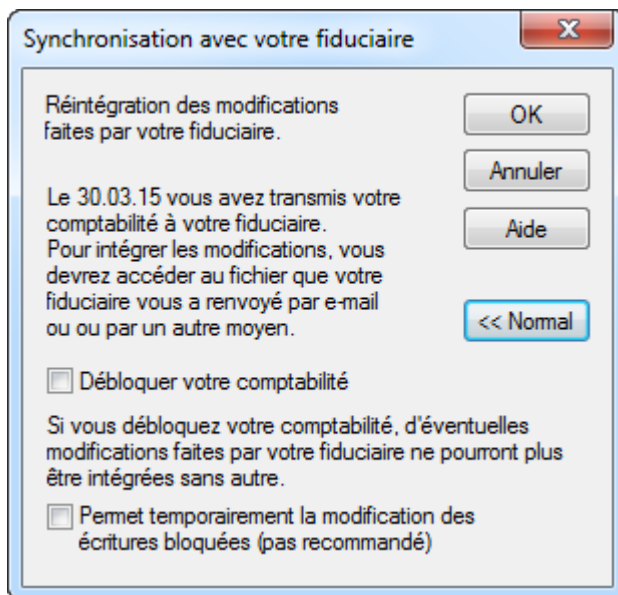 Synchronisation avec votre fiduciaire
Réintégration des modifications
faites par votre fiduciaire.
OK
Annuler
Le 30.03.15 vous avez transmis votre
comptabilité à votre fiduciaire.
Pour intégrer les modifications, vous
devrez accéder au fichier que votre
fiduciaire vous a renvoyé par e-mail
ou ou par un autre moyen.
Aide
<< Normal
Débloquer votre comptabilité
Si vous débloquez votre comptabilité, d'éventuelles
modifications faites par votre fiduciaire ne pourront plus
être intégrées sans autre.
Permet temporairement la modification des
écritures bloquées (pas recommandé)